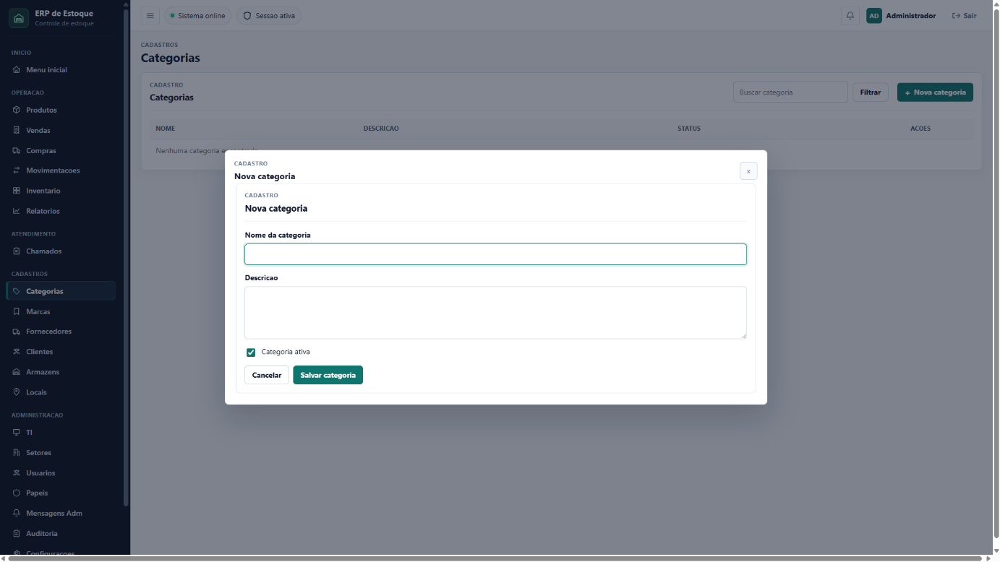 ERP de Estoque
Controle de estoque
INICIO
Menu inicial
OPERACAO
Produtos
Vendas
Compras
Movimentacoes
Inventario
Relatorios
ATENDIMENTO
Chamados
CADASTROS
Categorias
Marcas
Fornecedores
Clientes
Armazens
Locais
ADMINISTRACAO
TI
Setores
Usuarios
Papeis
Mensagens Adm
Auditoria
Configuracoes
Sistema online
Sessao ativa
AD Administrador
Sair
CADASTROS
Categorias
CADASTRO
Categorias
Buscar categoria
Filtrar
+ Nova categoria
NOME DESCRICAO STATUS ACOES
Nenhuma categoria encontrada
CADASTRO
Nova categoria
x
CADASTRO
Nova categoria
Nome da categoria
Descricao
Categoria ativa
Cancelar
Salvar categoria